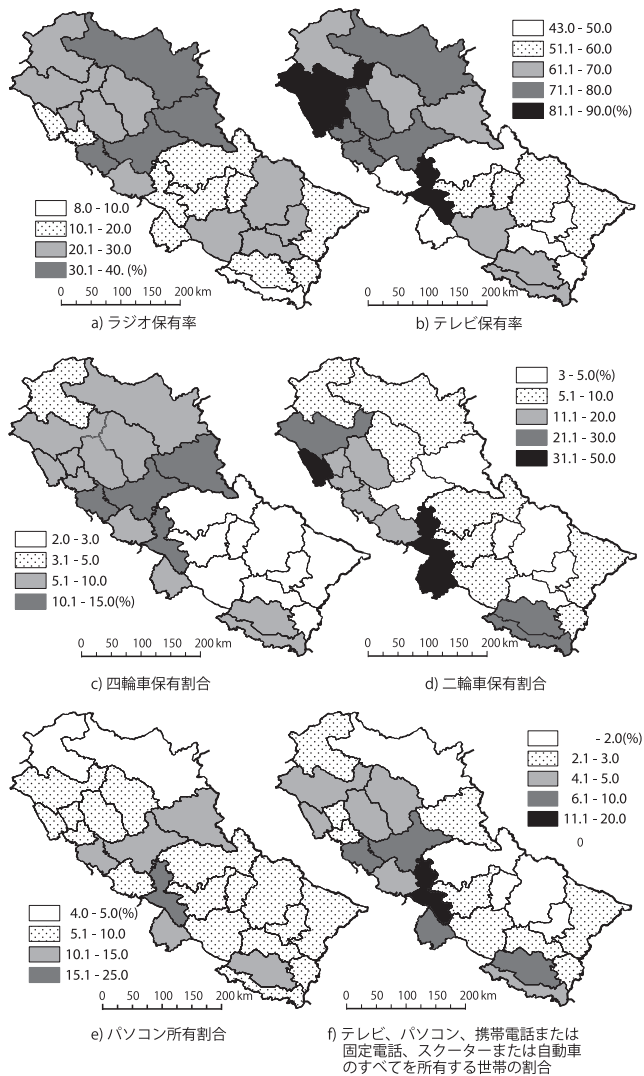 8.0 - 10.0
10.1 - 20.0
20.1 - 30.0
30.1 - 40. (%)
0 50 100 150 200 km
a) ラジオ保有率
43.0 - 50.0
51.1 - 60.0
61.1 - 70.0
71.1 - 80.0
81.1 - 90.0(%)
0 50 100 150 200 km
b) テレビ保有率
2.0 - 3.0
3.1 - 5.0
5.1 - 10.0
10.1 - 15.0(%)
0 50 100 150 200 km
c) 四輪車保有割合
3 - 5.0(%)
5.1 - 10.0
11.1 - 20.0
21.1 - 30.0
31.1 - 50.0
0 50 100 150 200 km
d) 二輪車保有割合
4.0 - 5.0(%)
5.1 - 10.0
10.1 - 15.0
15.1 - 25.0
0 50 100 150 200 km
e) パソコン所有割合
- 2.0(%)
2.1 - 3.0
4.1 - 5.0
6.1 - 10.0
11.1 - 20.0
0
0 50 100 150 200 km
f) テレビ、パソコン、携帯電話または
固定電話、スクーターまたは自動車
のすべてを所有する世帯の割合